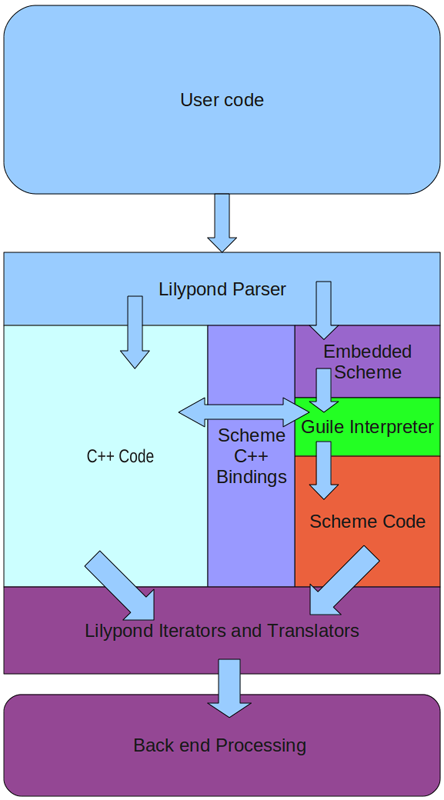 User code
Lilypond Parser
Embedded
Scheme
Guile Interpreter
Scheme
C++
Bindings
C++ Code
Scheme Code
Lilypond Iterators and Translators
Back end Processing